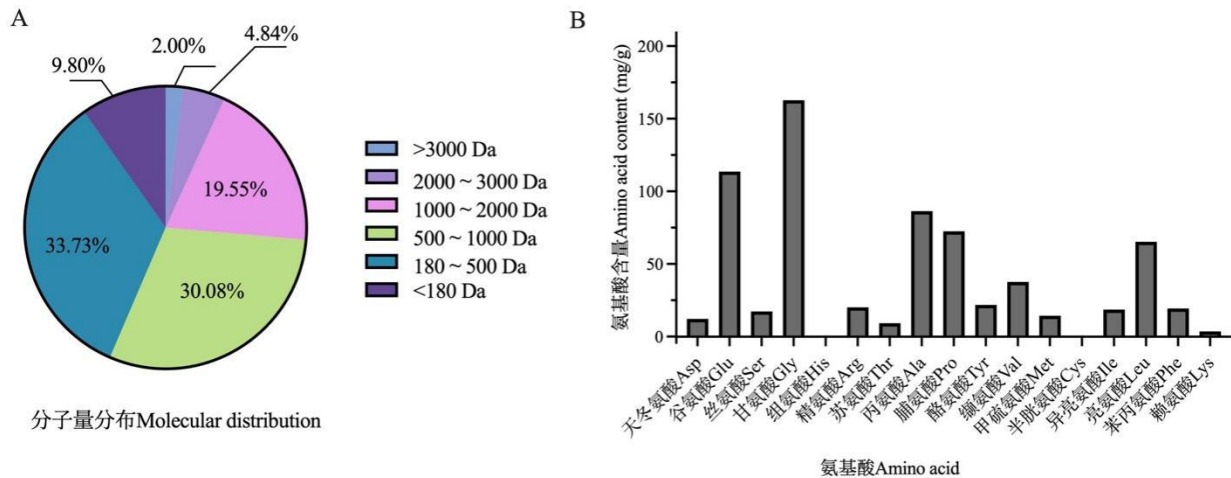 A
2.00%
4.84%
9.80%
19.55%
33.73%
30.08%
>3000 Da
2000~3000 Da
1000~2000 Da
500~1000 Da
180~500 Da
<180 Da
分子量分布Molecular distribution
B
氨基酸含量Amino acid content (mg/g)
200
150
100
50
0
天冬氨酸Asp
谷氨酸Glu
丝氨酸Ser
甘氨酸Gly
组氨酸His
精氨酸Arg
苏氨酸Thr
丙氨酸Ala
脯氨酸Pro
酪氨酸Tyr
缬氨酸Val
甲硫氨酸Met
半胱氨酸Cys
异亮氨酸Ile
亮氨酸Leu
苯丙氨酸Phe
赖氨酸Lys
氨基酸Amino acid